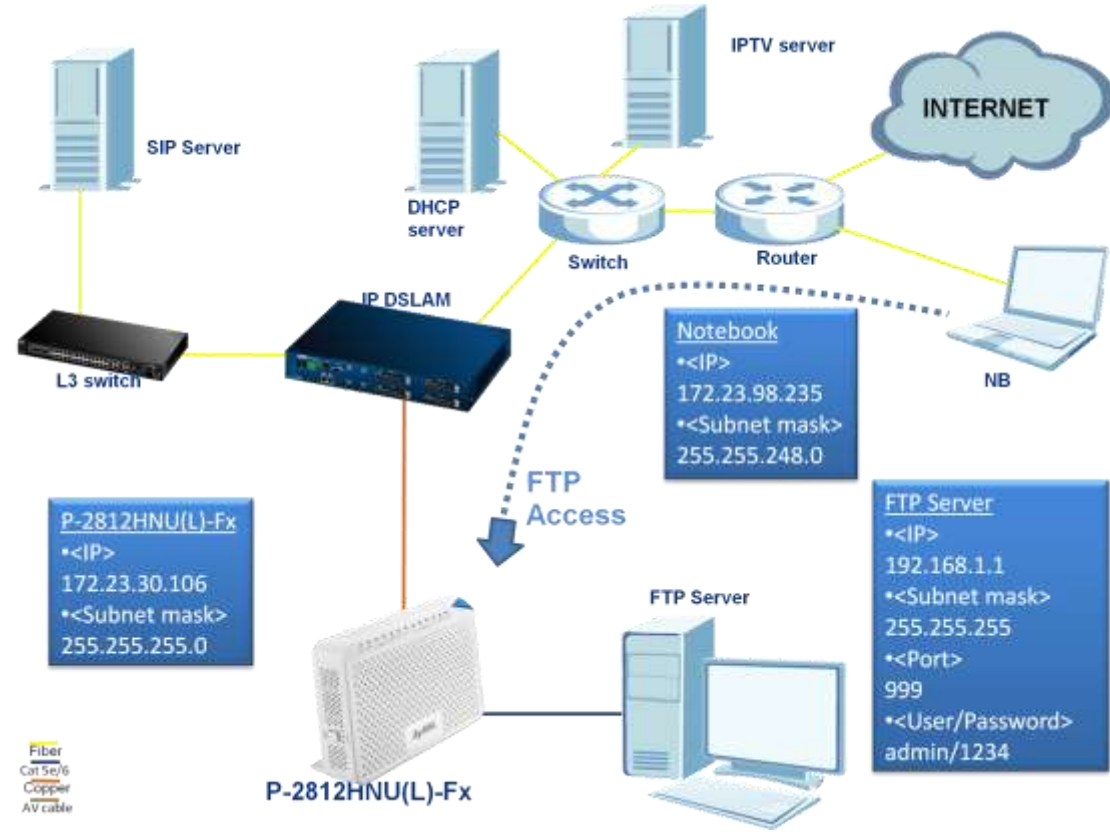 IPTV server
INTERNET
SIP Server
DHCP
server
Switch
Router
IP DSLAM
L3 switch
NB
Notebook
•<IP>
172.23.98.235
•<Subnet mask>
255.255.248.0
FTP
Access
P-2812HNU(L)-Fx
•<IP>
172.23.30.106
•<Subnet mask>
255.255.255.0
FTP Server
•<IP>
192.168.1.1
•<Subnet mask>
255.255.255
•<Port>
999
•<User/Password>
admin/1234
FTP Server
ZyXEL
P-2812HNU(L)-Fx
Fiber
Cat 5e/6
Copper
AV cable